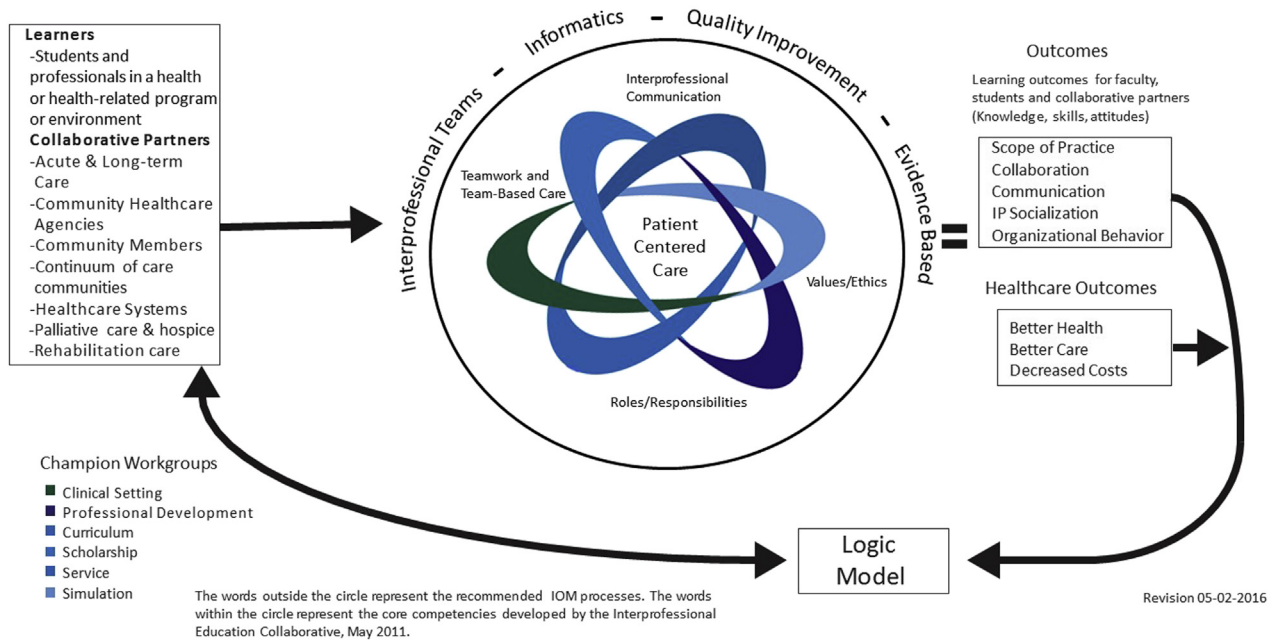 Learners
-Students and
professionals in a health
or health-related program
or environment
Collaborative Partners
-Acute & Long-term
Care
-Community Healthcare
Agencies
-Community Members
-Continuum of care
communities
-Healthcare Systems
-Palliative care & hospice
-Rehabilitation care
Interprofessional Teams - Informatics - Quality Improvement - Evidence Based
Interprofessional
Communication
Teamwork and
Team-Based Care
Patient
Centered
Care
Values/Ethics
Roles/Responsibilities
=
Outcomes
Learning outcomes for faculty,
students and collaborative partners
(Knowledge, skills, attitudes)
Scope of Practice
Collaboration
Communication
IP Socialization
Organizational Behavior
Healthcare Outcomes
Better Health
Better Care
Decreased Costs
Champion Workgroups
Clinical Setting
Professional Development
Curriculum
Scholarship
Service
Simulation
Logic
Model
The words outside the circle represent the recommended IOM processes. The words
within the circle represent the core competencies developed by the Interprofessional
Education Collaborative, May 2011.
Revision 05-02-2016